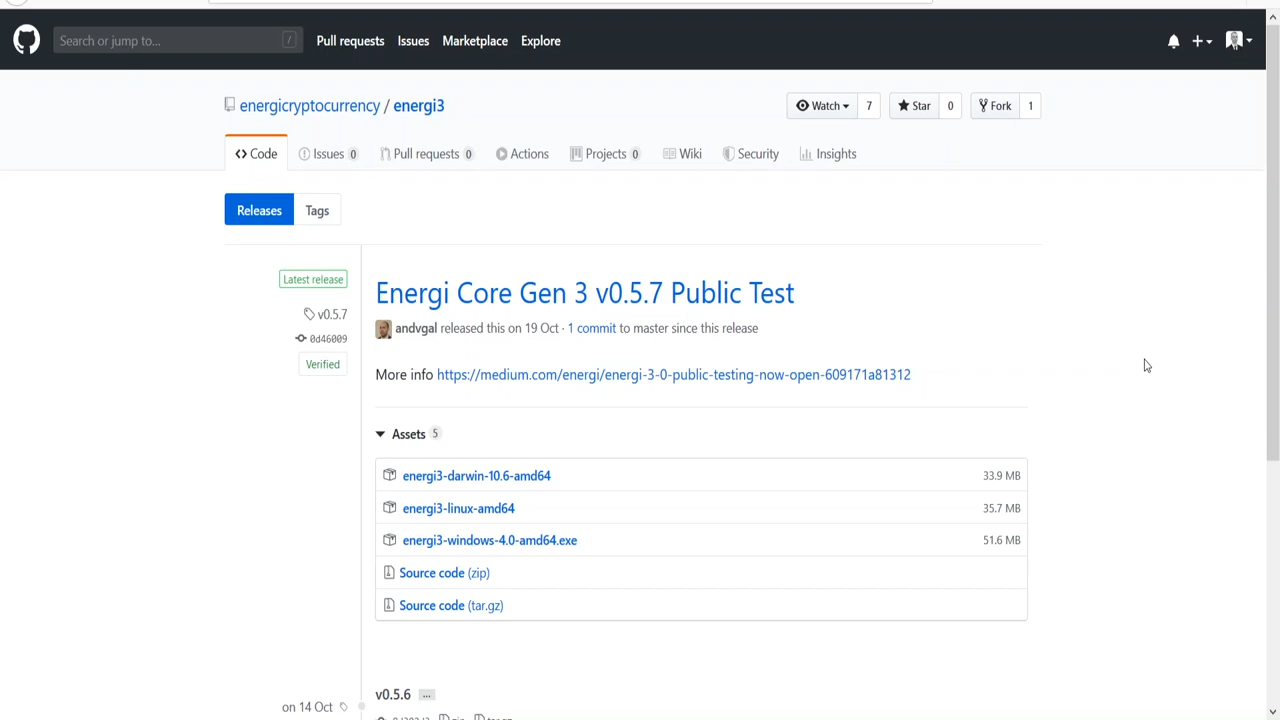 Search or jump to... / Pull requests Issues Marketplace Explore
energicryptocurrency / energi3 Watch 7 Star 0 Fork 1
Code Issues 0 Pull requests 0 Actions Projects 0 Wiki Security Insights
Releases Tags
Latest release
v0.5.7
0d46009
Verified
Energi Core Gen 3 v0.5.7 Public Test
andvgal released this on 19 Oct · 1 commit to master since this release
More info https://medium.com/energi/energi-3-0-public-testing-now-open-609171a81312
Assets 5
energi3-darwin-10.6-amd64 33.9 MB
energi3-linux-amd64 35.7 MB
energi3-windows-4.0-amd64.exe 51.6 MB
Source code (zip)
Source code (tar.gz)
on 14 Oct
v0.5.6 ...
zip tar.gz